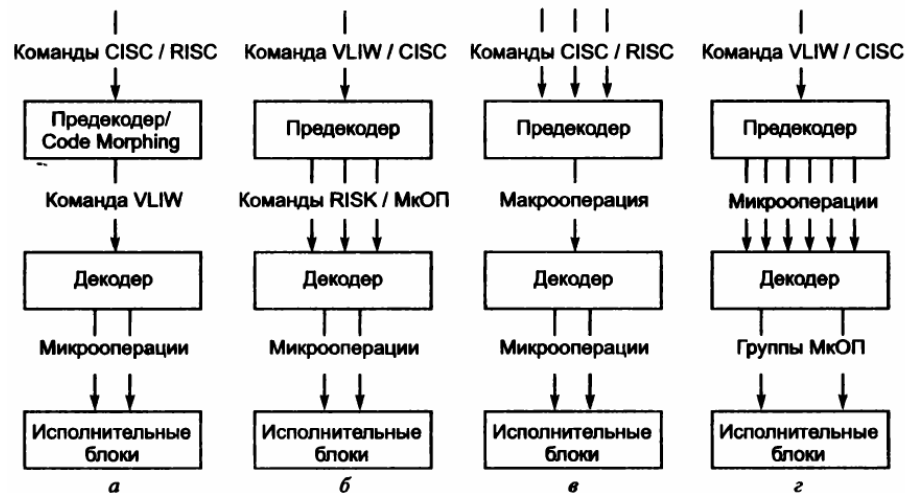 Команды CISC / RISC
Предекодер/
Code Morphing
Команда VLIW
Декодер
Микрооперации
Исполнительные
блоки
а
Команда VLIW / CISC
Предекодер
Команды RISK / МкОП
Декодер
Микрооперации
Исполнительные
блоки
б
Команды CISC / RISC
Предекодер
Макрооперация
Декодер
Микрооперации
Исполнительные
блоки
в
Команда VLIW / CISC
Предекодер
Микрооперации
Декодер
Группы МкОП
Исполнительные
блоки
г